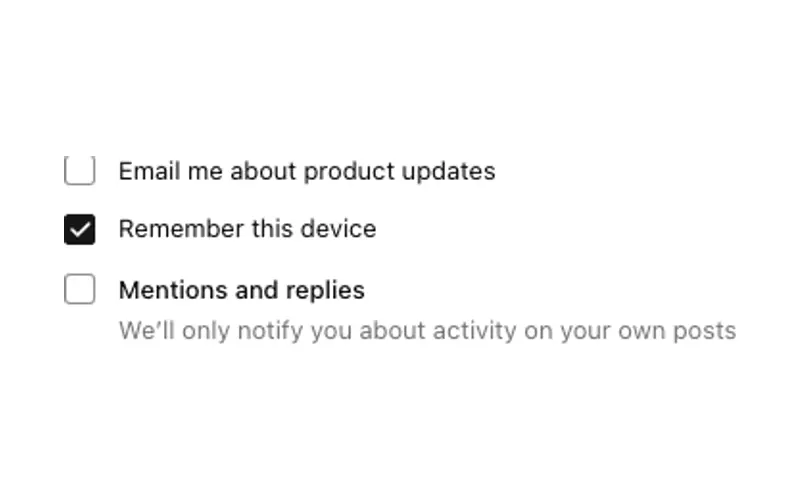 Email me about product updates
Remember this device
Mentions and replies
We’ll only notify you about activity on your own posts